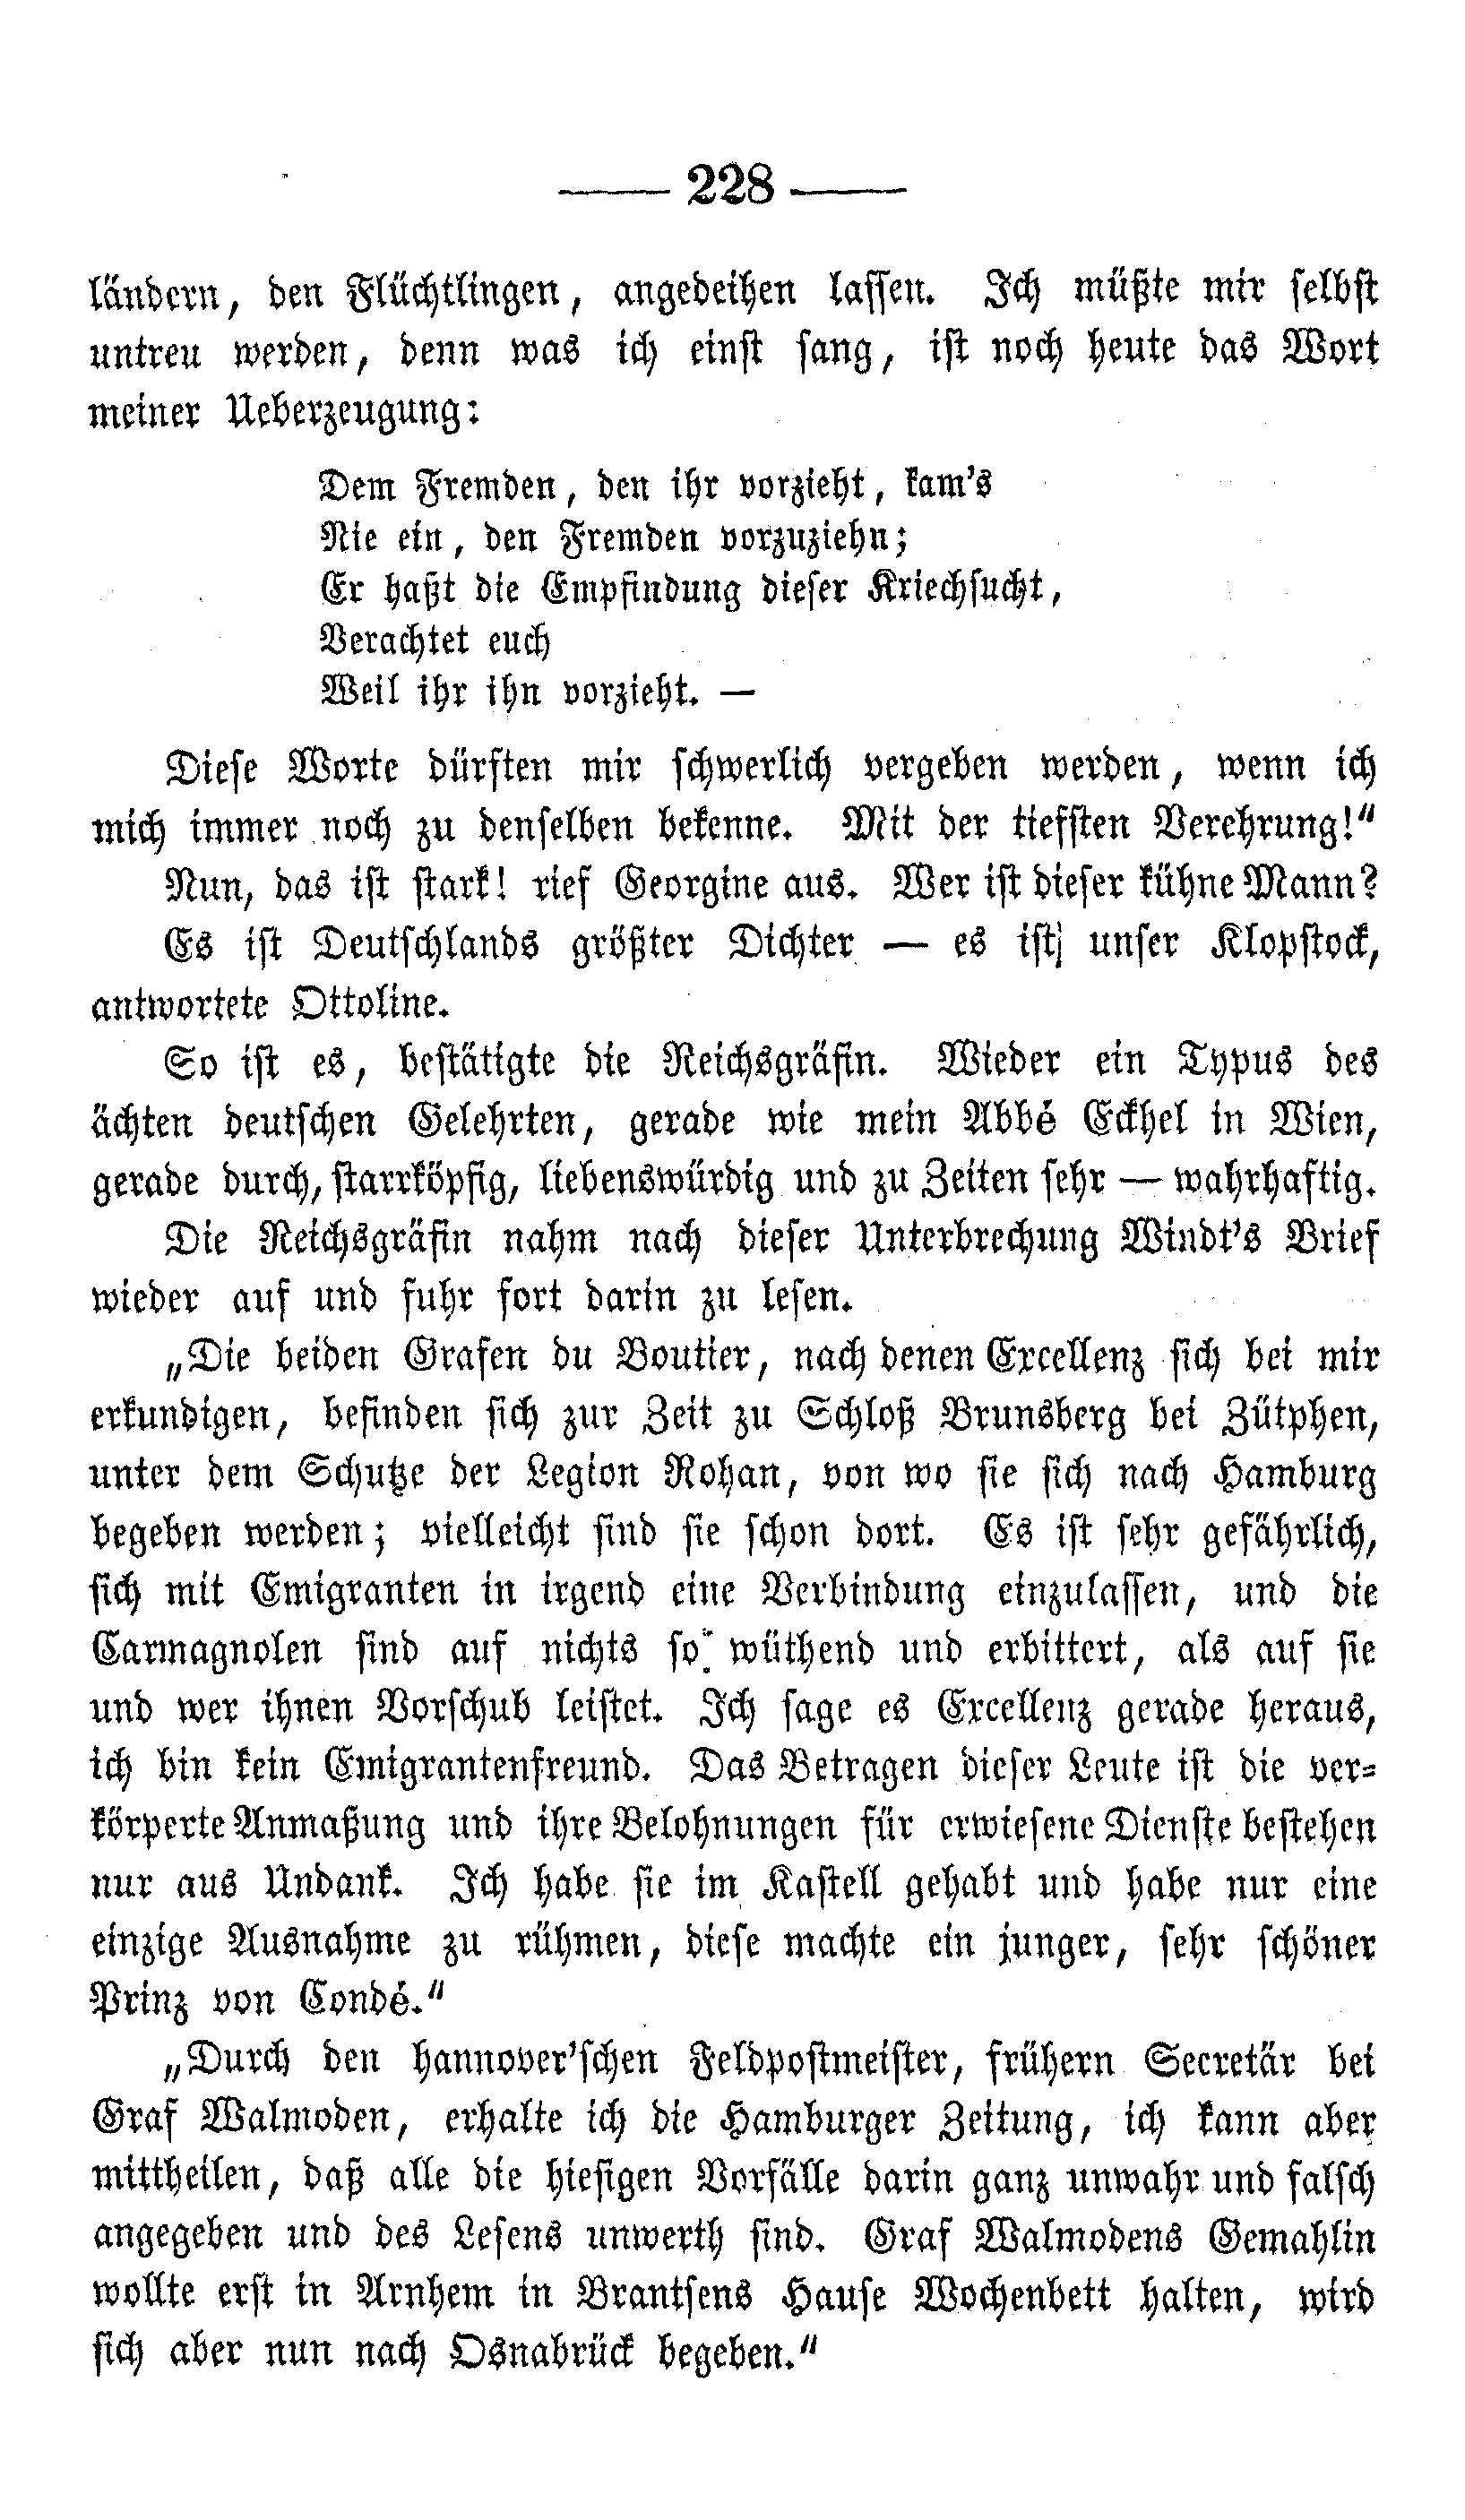 — 228 —
ländern, den Flüchtlingen, angedeihen lassen. Ich müßte mir selbst
untreu werden, denn was ich einst sang, ist noch heute das Wort
meiner Ueberzeugung:
Dem Fremden, den ihr vorzieht, kam's
Nie ein, den Fremden vorzuziehn;
Er haßt die Empfindung dieser Kriechsucht,
Verachtet euch
Weil ihr ihn vorzieht. —
Diese Worte dürften mir schwerlich vergeben werden, wenn ich
mich immer noch zu denselben bekenne. Mit der tiefsten Verehrung!“
Nun, das ist stark! rief Georgine aus. Wer ist dieser kühne Mann?
Es ist Deutschlands größter Dichter — es ist unser Klopstock,
antwortete Ottoline.
So ist es, bestätigte die Reichsgräfin. Wieder ein Typus des
ächten deutschen Gelehrten, gerade wie mein Abbé Eckhel in Wien,
gerade durch, starrköpfig, liebenswürdig und zu Zeiten sehr — wahrhaftig.
Die Reichsgräfin nahm nach dieser Unterbrechung Windt's Brief
wieder auf und fuhr fort darin zu lesen.
„Die beiden Grafen du Boutier, nach denen Excellenz sich bei mir
erkundigen, befinden sich zur Zeit zu Schloß Brunsberg bei Zütphen,
unter dem Schutze der Legion Rohan, von wo sie sich nach Hamburg
begeben werden; vielleicht sind sie schon dort. Es ist sehr gefährlich,
sich mit Emigranten in irgend eine Verbindung einzulassen, und die
Carmagnolen sind auf nichts so wüthend und erbittert, als auf sie
und wer ihnen Vorschub leistet. Ich sage es Excellenz gerade heraus,
ich bin kein Emigrantenfreund. Das Betragen dieser Leute ist die ver-
körperte Anmaßung und ihre Belohnungen für erwiesene Dienste bestehen
nur aus Undank. Ich habe sie im Kastell gehabt und habe nur eine
einzige Ausnahme zu rühmen, diese machte ein junger, sehr schöner
Prinz von Condé.“
„Durch den hannover'schen Feldpostmeister, frühern Secretär bei
Graf Walmoden, erhalte ich die Hamburger Zeitung, ich kann aber
mittheilen, daß alle die hiesigen Vorfälle darin ganz unwahr und falsch
angegeben und des Lesens unwerth sind. Graf Walmodens Gemahlin
wollte erst in Arnhem in Brantsens Hause Wochenbett halten, wird
sich aber nun nach Osnabrück begeben.“